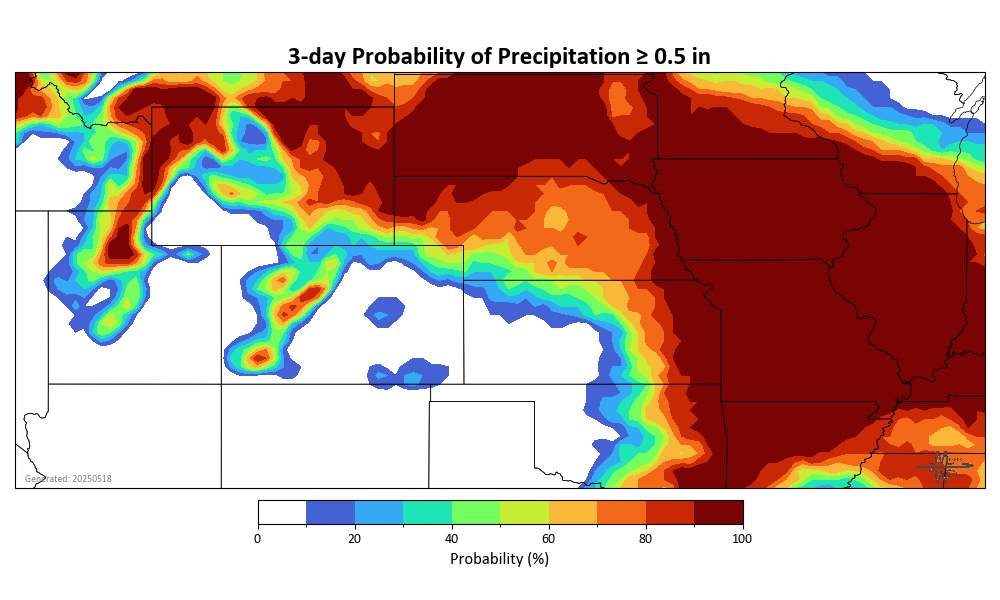 3-day Probability of Precipitation ≥ 0.5 in
Generated: 20250518
0 20 40 60 80 100
Probability (%)